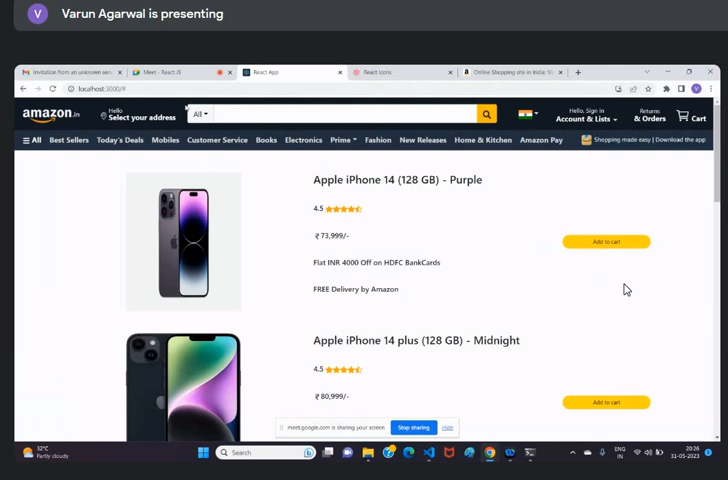 V Varun Agarwal is presenting
Invitation from an unknown serv
Meet - React JS
React App
React Icons
Online Shopping site in India: Sh
localhost:3000/#
V
amazon.in
Hello
Select your address
All
Hello, Sign in
Account & Lists
Returns
& Orders
Cart
All
Best Sellers
Today's Deals
Mobiles
Customer Service
Books
Electronics
Prime
Fashion
New Releases
Home & Kitchen
Amazon Pay
Shopping made easy | Download the app
Apple iPhone 14 (128 GB) - Purple
4.5
₹ 73,999/-
Add to cart
Flat INR 4000 Off on HDFC BankCards
FREE Delivery by Amazon
Apple iPhone 14 plus (128 GB) - Midnight
4.5
₹ 80,999/-
Add to cart
meet.google.com is sharing your screen.
Stop sharing
Hide
32°C
Partly cloudy
Search
ENG
IN
20:26
31-05-2023